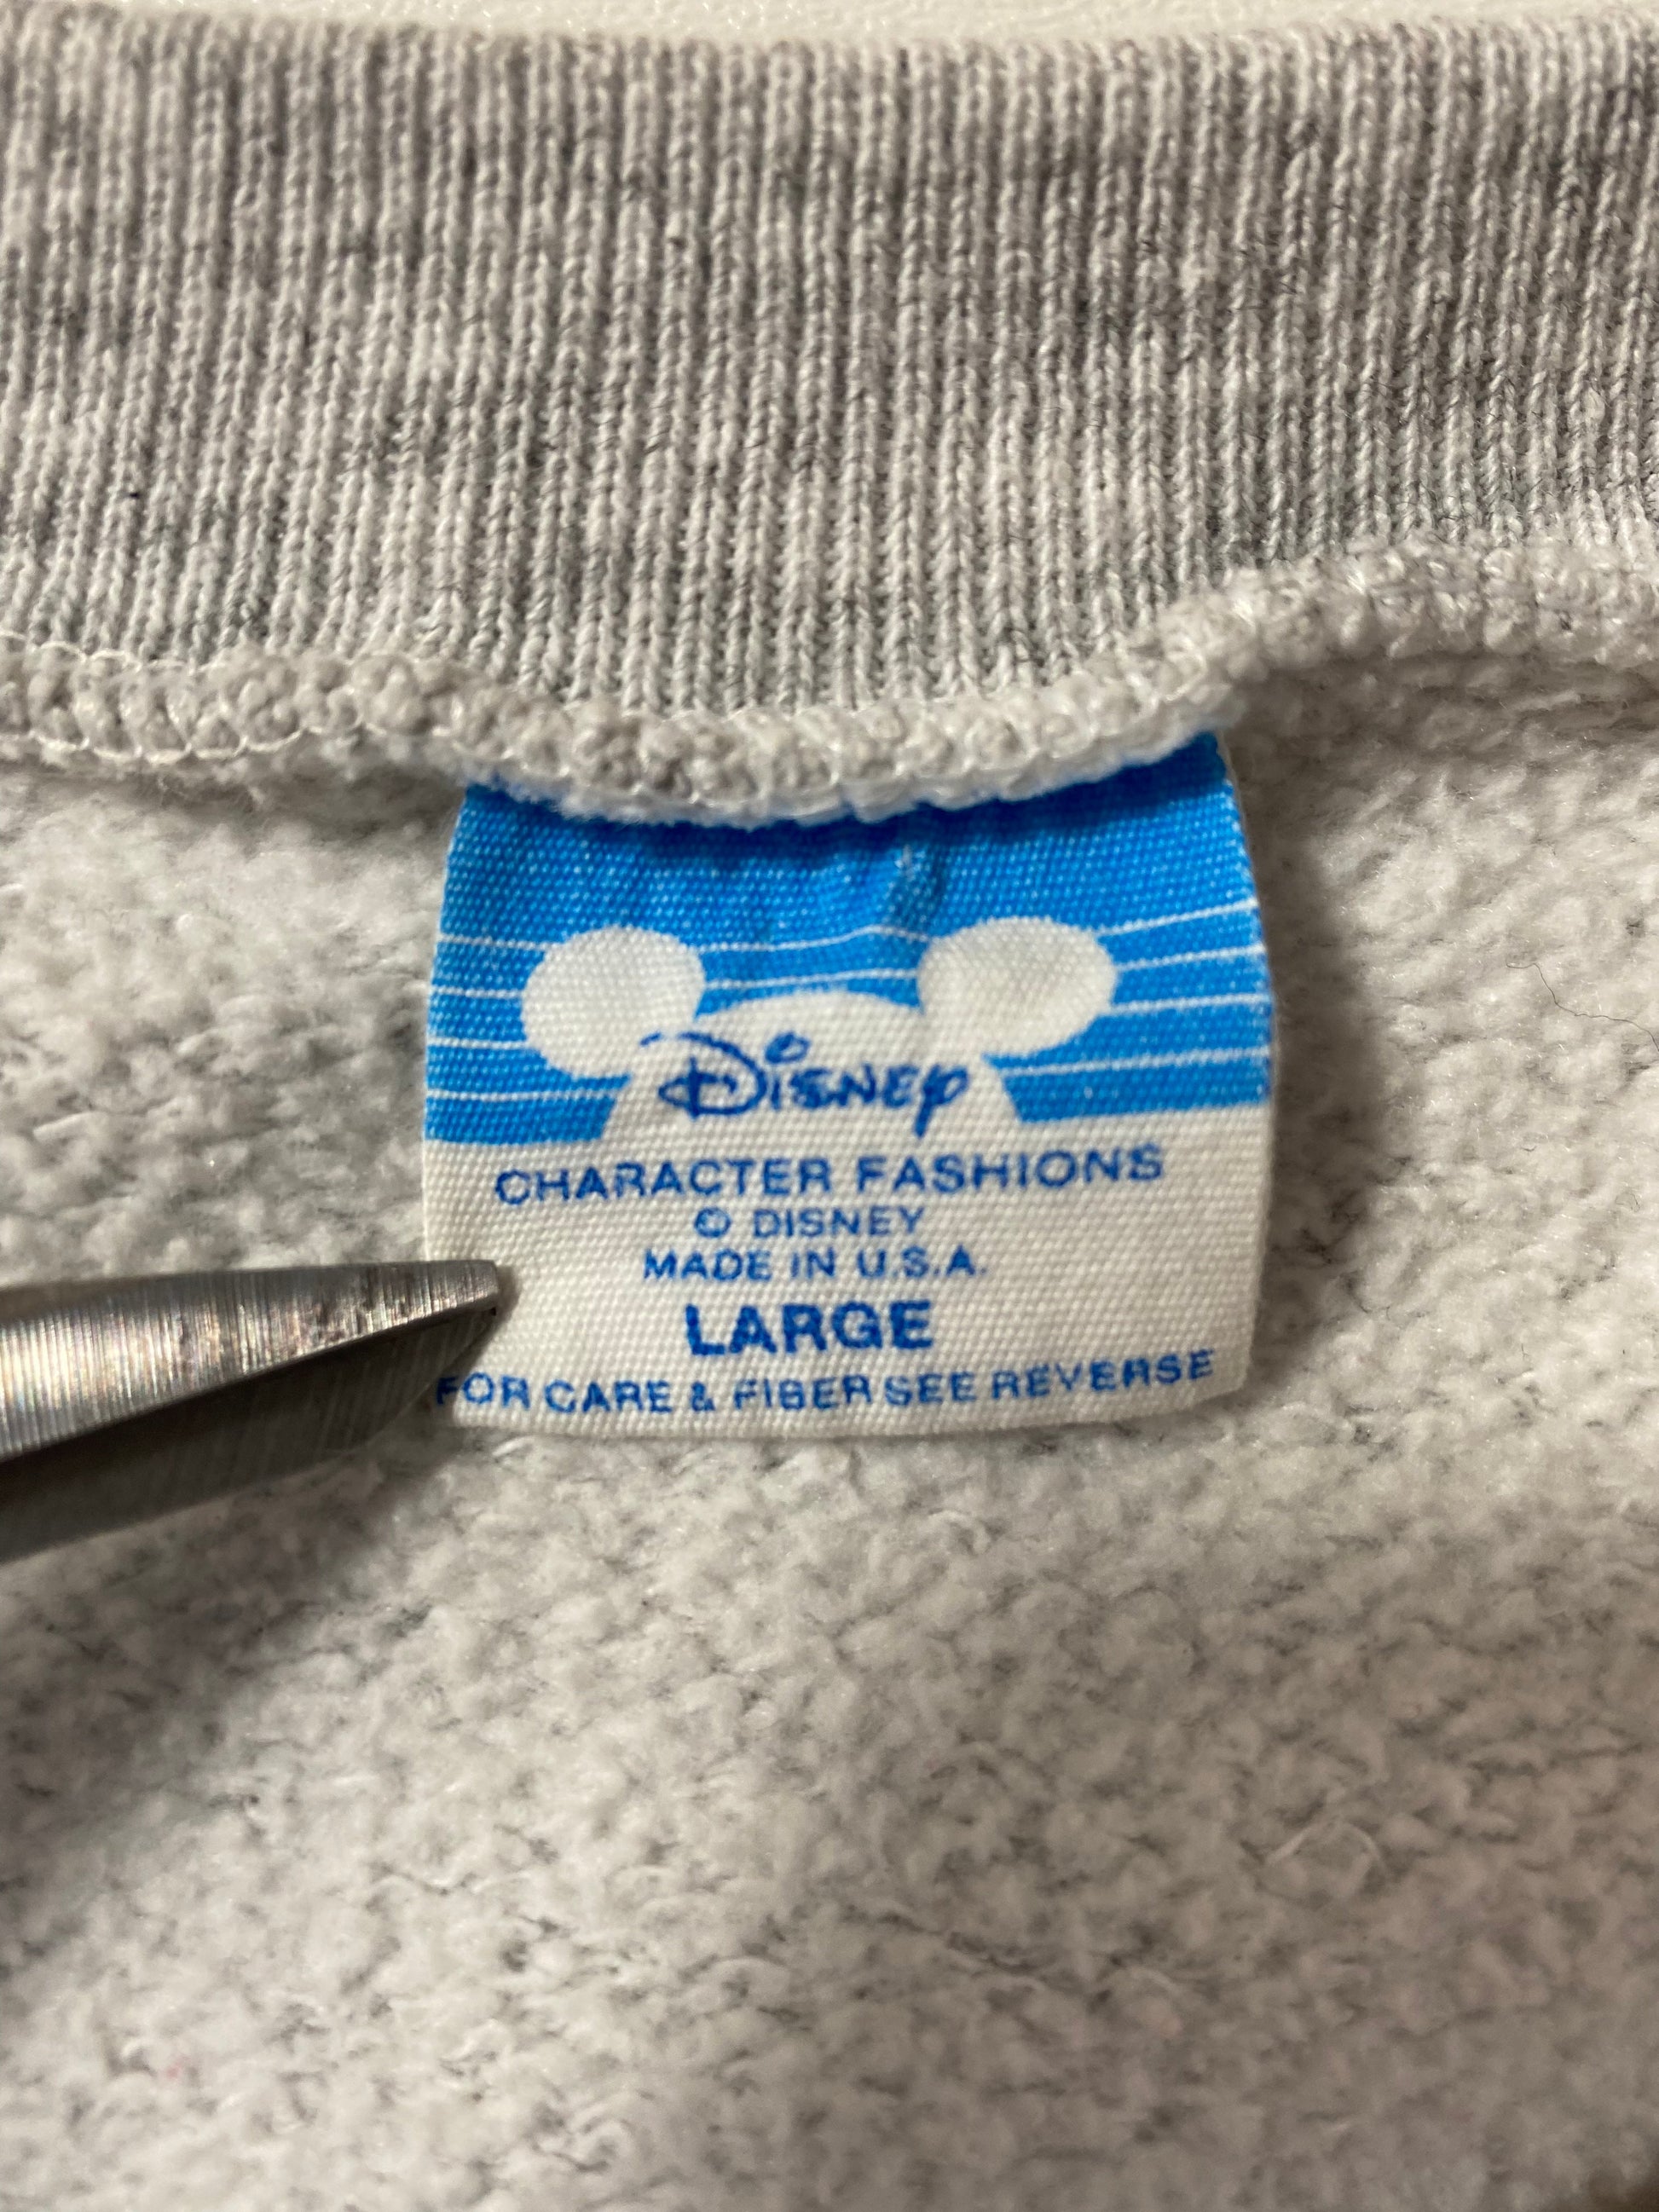 Disney
CHARACTER FASHIONS
© DISNEY
MADE IN U.S.A.
LARGE
FOR CARE & FIBER SEE REVERSE